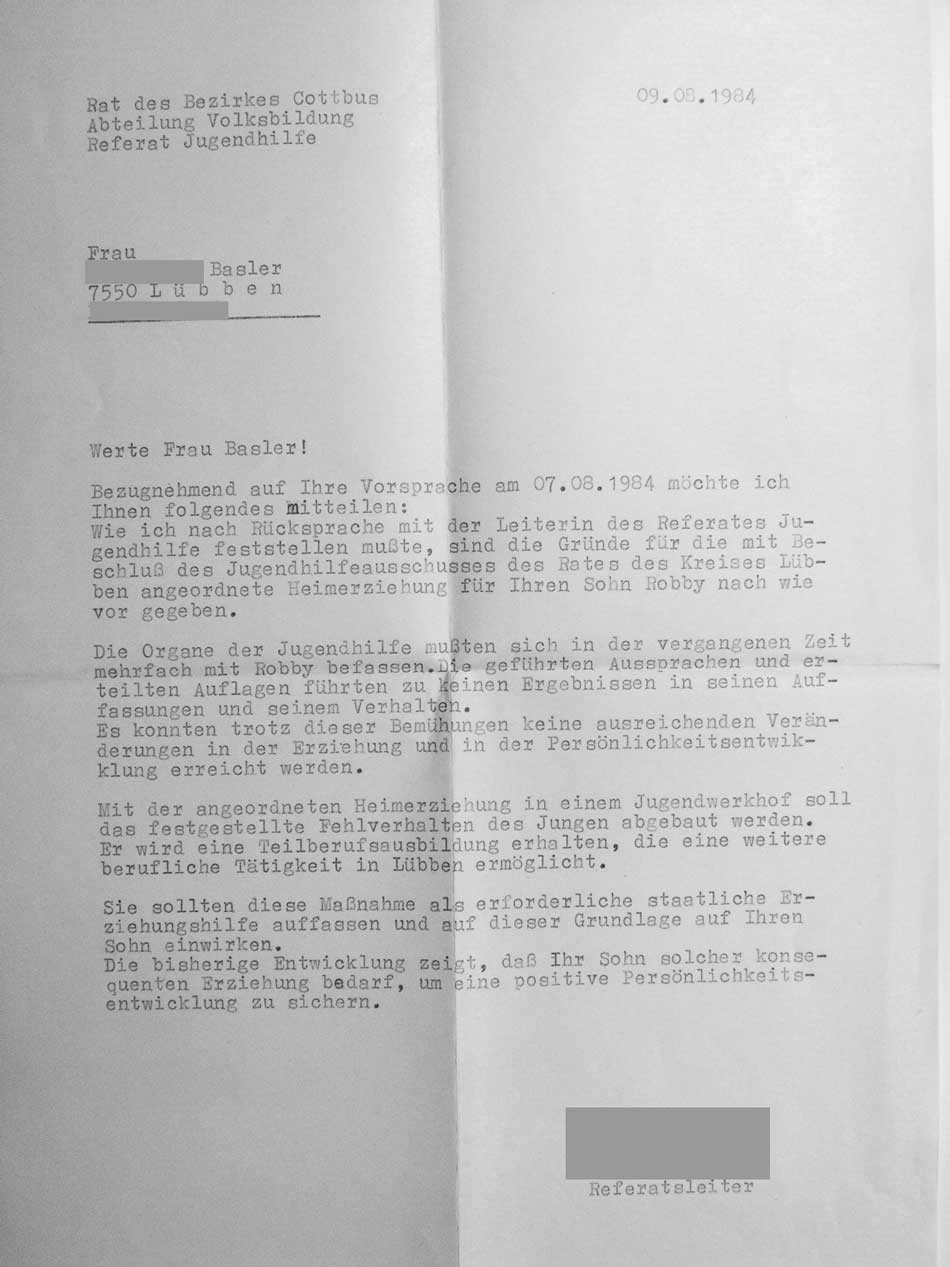 Rat des Bezirkes Cottbus
Abteilung Volksbildung
Referat Jugendhilfe
09.08.1984
Frau
Basler
7550 L ü b b e n
Werte Frau Basler!
Bezugnehmend auf Ihre Vorsprache am 07.08.1984 möchte ich
Ihnen folgendes Mitteilen:
Wie ich nach Rücksprache mit der Leiterin des Referates Ju-
gendhilfe feststellen mußte, sind die Gründe für die mit Be-
schluß des Jugendhilfeausschusses des Rates des Kreises Lüb-
ben angeordnete Heimerziehung für Ihren Sohn Robby nach wie
vor gegeben.
Die Organe der Jugendhilfe mußten sich in der vergangenen Zeit
mehrfach mit Robby befassen.Die geführten Aussprachen und er-
teilten Auflagen führten zu keinen Ergebnissen in seinen Auf-
fassungen und seinem Verhalten.
Es konnten trotz dieser Bemühungen keine ausreichenden Verän-
derungen in der Erziehung und in der Persönlichkeitsentwik-
klung erreicht werden.
Mit der angeordneten Heimerziehung in einem Jugendwerkhof soll
das festgestellte Fehlverhalten des Jungen abgebaut werden.
Er wird eine Teilberufsausbildung erhalten, die eine weitere
berufliche Tätigkeit in Lübben ermöglicht.
Sie sollten diese Maßnahme als erforderliche staatliche Er-
ziehungshilfe auffassen und auf dieser Grundlage auf Ihren
Sohn einwirken.
Die bisherige Entwicklung zeigt, daß Ihr Sohn solcher konse-
quenten Erziehung bedarf, um eine positive Persönlichkeits-
entwicklung zu sichern.
Referatsleiter